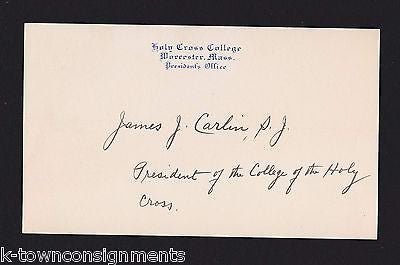 Holy Cross College
Worcester, Mass.
President's Office
James J. Carlin, S. J.
President of the College of the Holy
Cross.
k-townconsignments